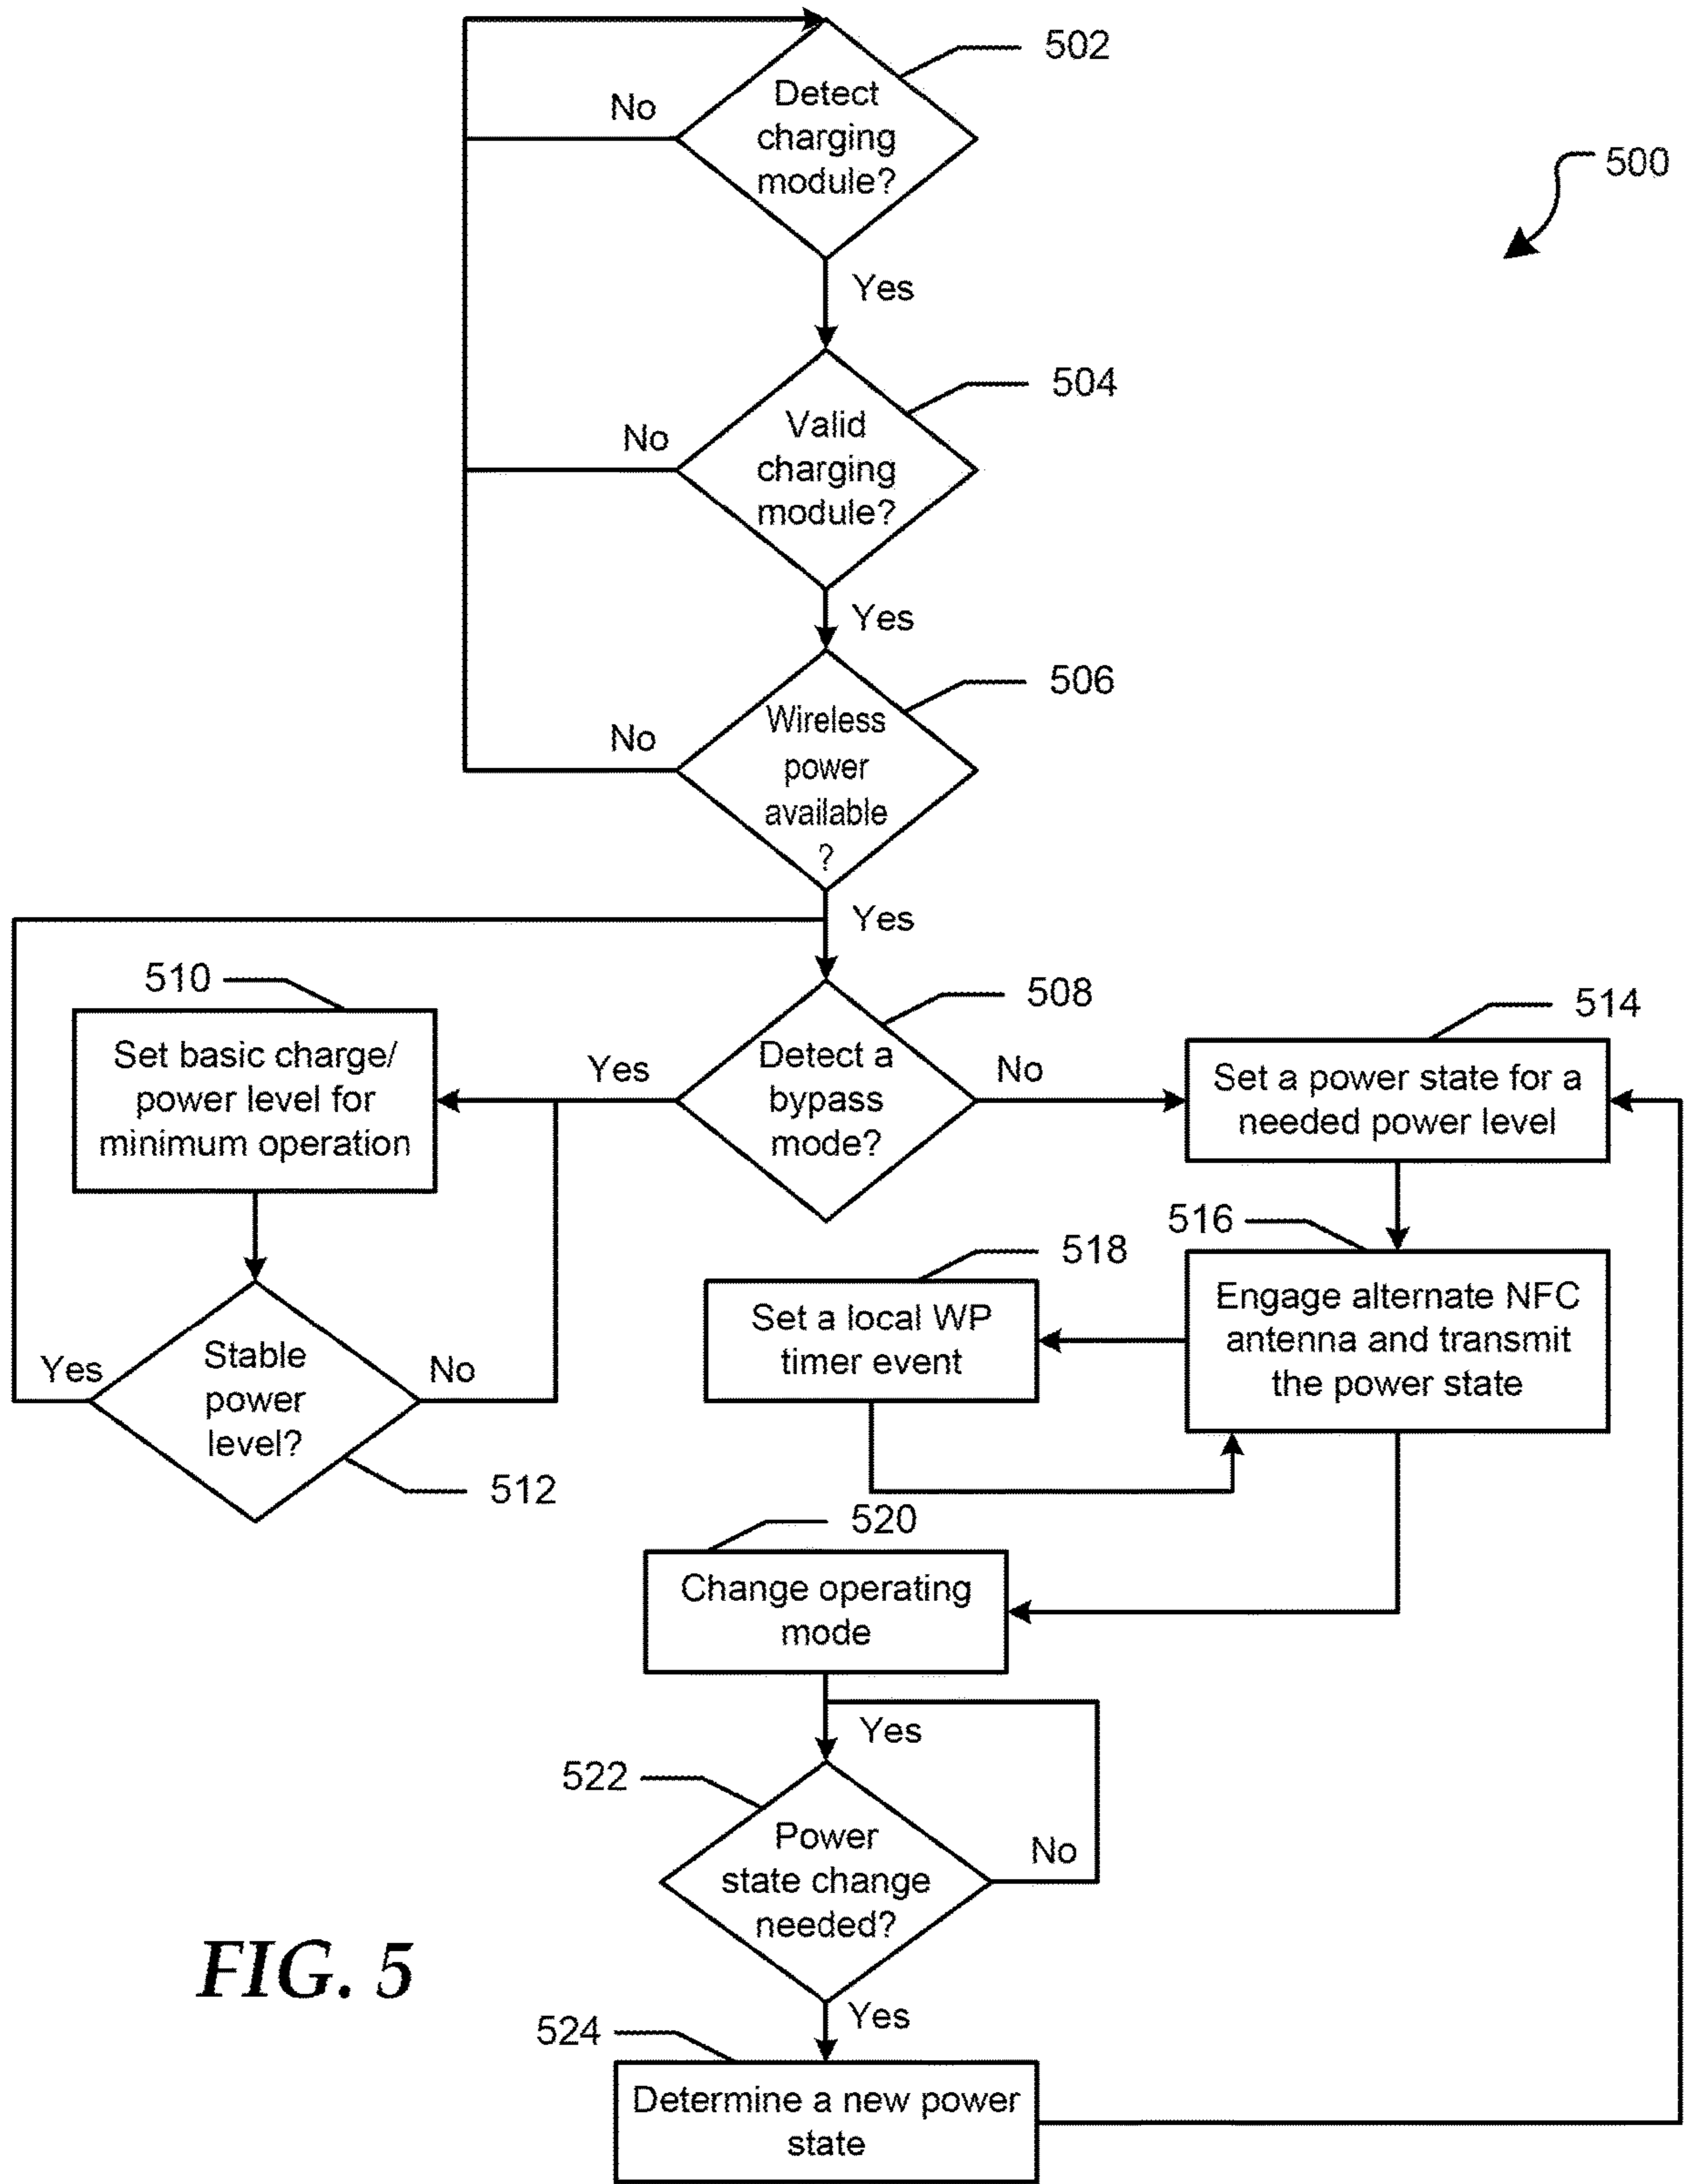 502
Detect
charging
module?
No
500
Yes
504
Valid
charging
module?
No
Yes
506
Wireless
power
available
?
No
Yes
510
508
514
Set basic charge/
power level for
minimum operation
Yes
Detect a
bypass
mode?
No
Set a power state for a
needed power level
516
518
Set a local WP
timer event
Engage alternate NFC
antenna and transmit
the power state
Yes
Stable
power
level?
No
512
520
Change operating
mode
Yes
522
Power
state change
needed?
No
FIG. 5
Yes
524
Determine a new power
state